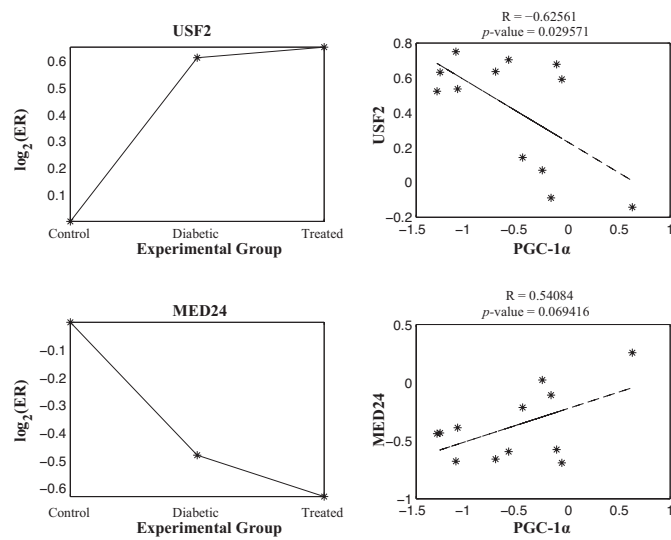 USF2
0.6
0.5
0.4
0.3
0.2
0.1
log2(ER)
Control
Diabetic
Treated
Experimental Group
R = −0.62561
p-value = 0.029571
0.8
0.6
0.4
0.2
0
−0.2
USF2
−1.5
−1
−0.5
0
0.5
1
PGC-1α
MED24
−0.1
−0.2
−0.3
−0.4
−0.5
−0.6
log2(ER)
Control
Diabetic
Treated
Experimental Group
R = 0.54084
p-value = 0.069416
0.5
0
−0.5
−1
MED24
−1.5
−1
−0.5
0
0.5
1
PGC-1α